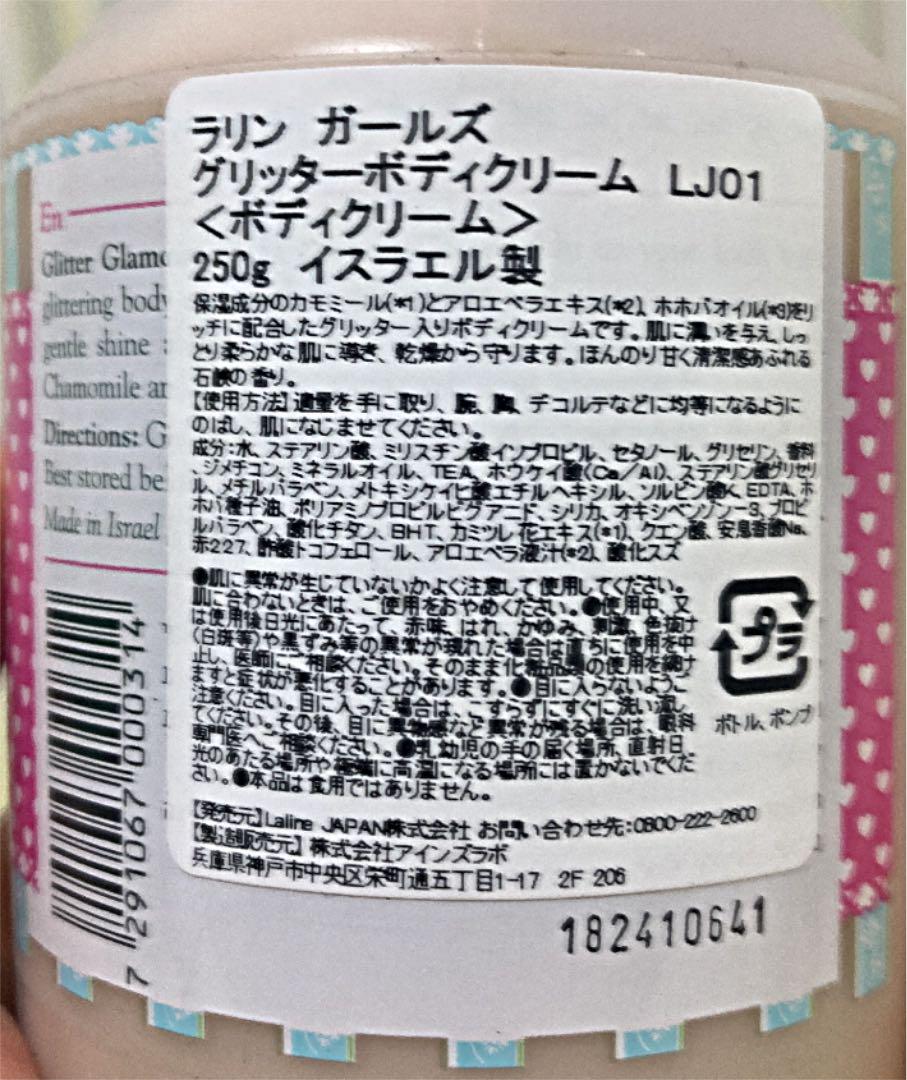 ラリン ガールズ
グリッターボディクリーム LJ01
<ボディクリーム>
250g イスラエル製
保湿成分のカモミール(*1)とアロエベラエキス(*2)、ホホバオイル(*3)をリ
ッチに配合したグリッター入りボディクリームです。肌に潤いを与え、しっ
とり柔らかな肌に導き、乾燥から守ります。ほんのり甘く清潔感あふれる
石鹸の香り。
【使用方法】適量を手に取り、腕、胸、デコルテなどに均等になるように
のばし、肌になじませてください。
成分:水、ステアリン酸、ミリスチン酸イソプロピル、セタノール、グリセリン、香料
、ジメチコン、ミネラルオイル、TEA、ホウケイ酸(Ca/Al)、ステアリン酸グリセリ
ル、メチルパラベン、メトキシケイヒ酸エチルヘキシル、ソルビン酸K、EDTA、ホ
ホバ種子油、ポリアミノプロピルビグアニド、シリカ、オキシベンゾン-3、プロピ
ルパラベン、酸化チタン、BHT、カミツレ花エキス(*1)、クエン酸、安息香酸Na、
赤227、酢酸トコフェロール、アロエベラ液汁(*2)、酸化スズ
●肌に異常が生じていないかよく注意して使用してください。
肌に合わないときは、ご使用をおやめください。●使用中、又
は使用後日光にあたって、赤味、はれ、かゆみ、刺激、色抜け
(白斑等)や黒ずみ等の異常が現れた場合は直ちに使用を中
止し、医師にご相談ください。そのまま化粧品類の使用を続け
ますと症状が悪化することがあります。●目に入らないようご
注意ください。目に入った場合は、こすらずにすぐに洗い流し
てください。その後、目に異物感など異常が残る場合は、眼科
専門医へご相談ください。●乳幼児の手の届く場所、直射日
光のあたる場所や極端に高温になる場所には置かないでくだ
さい。●本品は食用ではありません。
プラ
ボトル、ポンプ
【発売元】Laline JAPAN株式会社 お問い合わせ先:0800-222-2600
【製造販売元】株式会社アインズラボ
兵庫県神戸市中央区栄町通五丁目1-17 2F 206
182410641
En
Glitter Glamo
glittering body
gentle shine
Chamomile an
Directions: G
Best stored be
Made in Israel
7 291067 000314